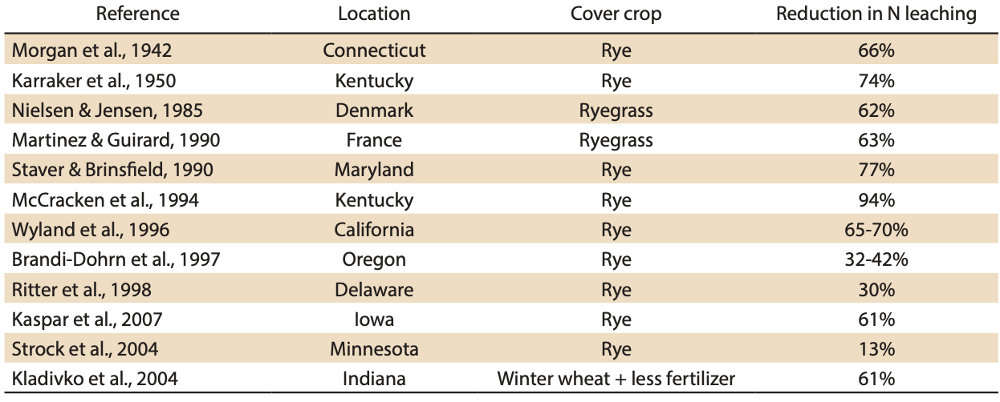 Reference Location Cover crop Reduction in N leaching
Morgan et al., 1942 Connecticut Rye 66%
Karraker et al., 1950 Kentucky Rye 74%
Nielsen & Jensen, 1985 Denmark Ryegrass 62%
Martinez & Guirard, 1990 France Ryegrass 63%
Staver & Brinsfield, 1990 Maryland Rye 77%
McCracken et al., 1994 Kentucky Rye 94%
Wyland et al., 1996 California Rye 65-70%
Brandi-Dohrn et al., 1997 Oregon Rye 32-42%
Ritter et al., 1998 Delaware Rye 30%
Kaspar et al., 2007 Iowa Rye 61%
Strock et al., 2004 Minnesota Rye 13%
Kladivko et al., 2004 Indiana Winter wheat + less fertilizer 61%